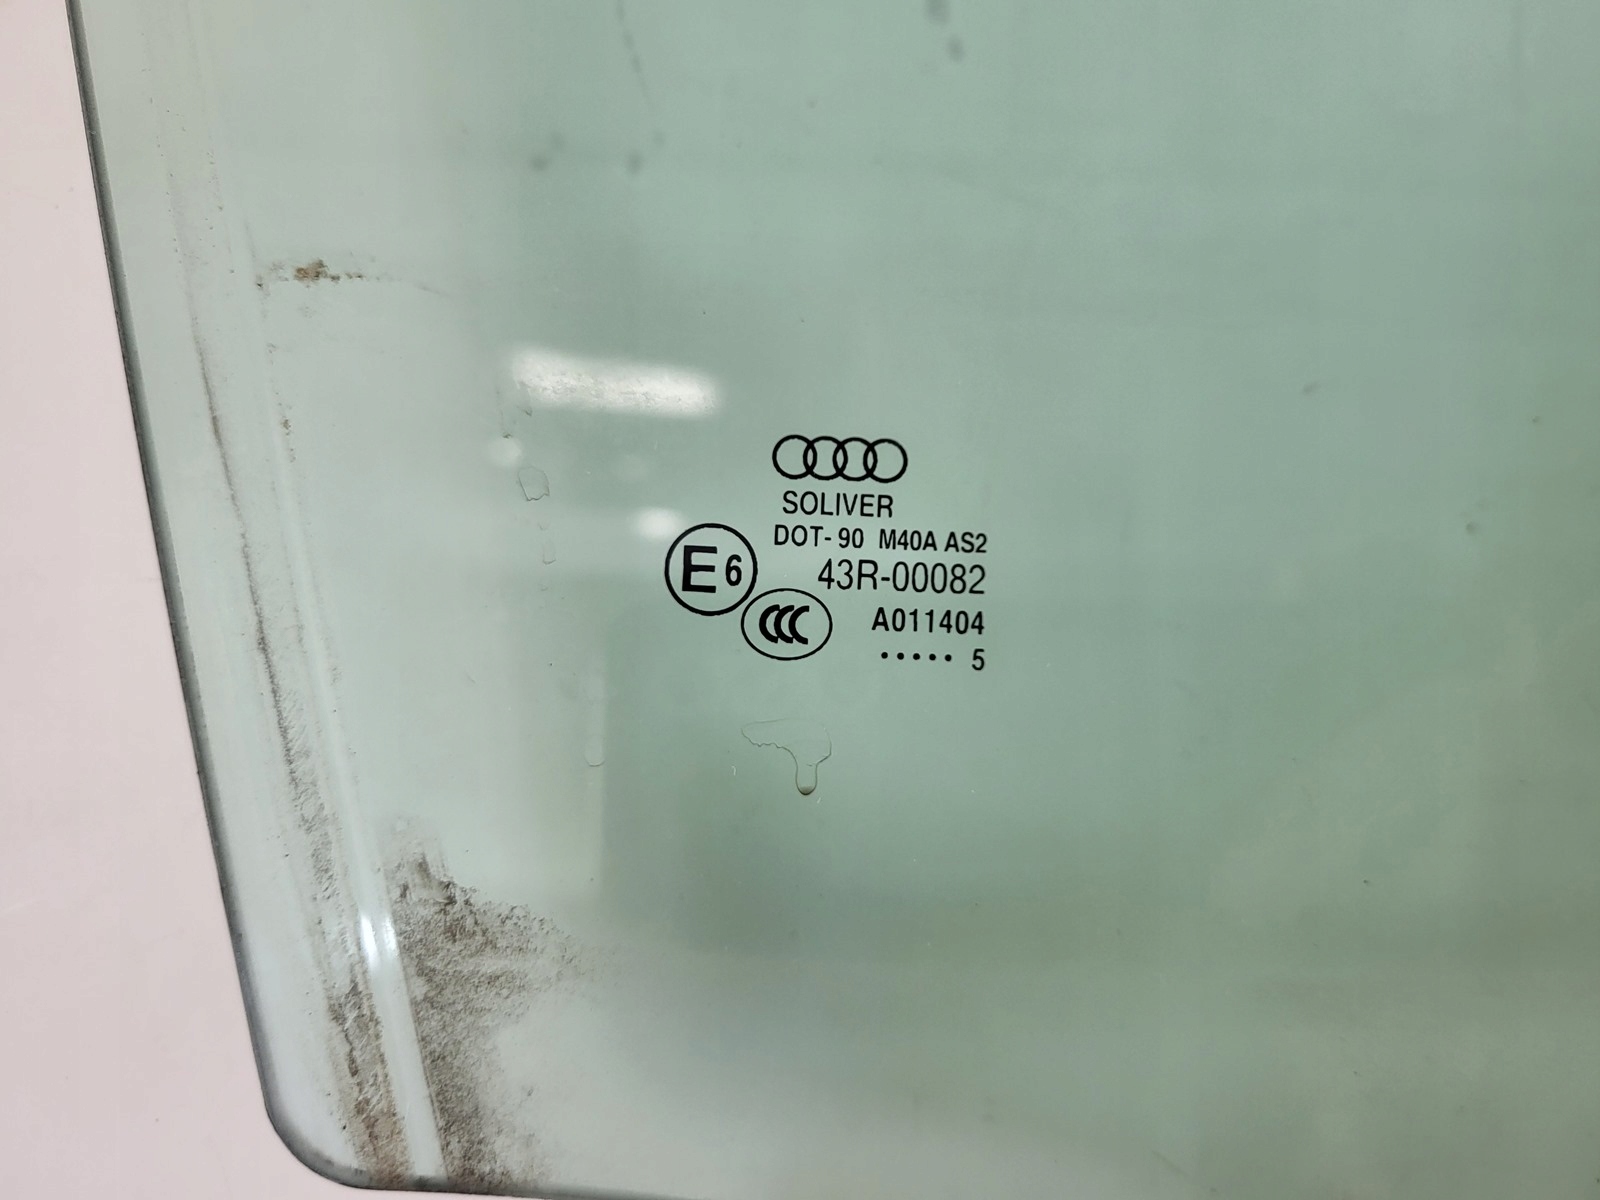 SOLIVER
DOT-90 M40A AS2
E6
43R-00082
CCC
A011404
..... 5